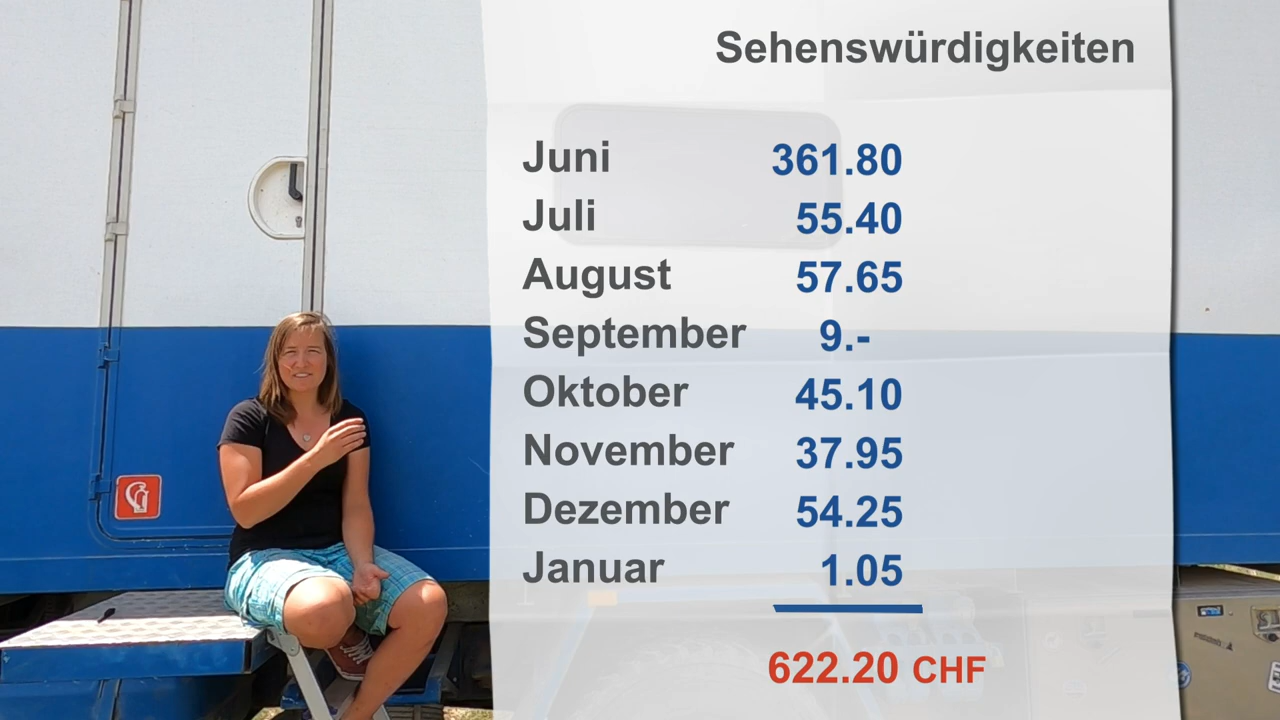 Sehenswürdigkeiten
Juni 361.80
Juli 55.40
August 57.65
September 9.-
Oktober 45.10
November 37.95
Dezember 54.25
Januar 1.05
622.20 CHF